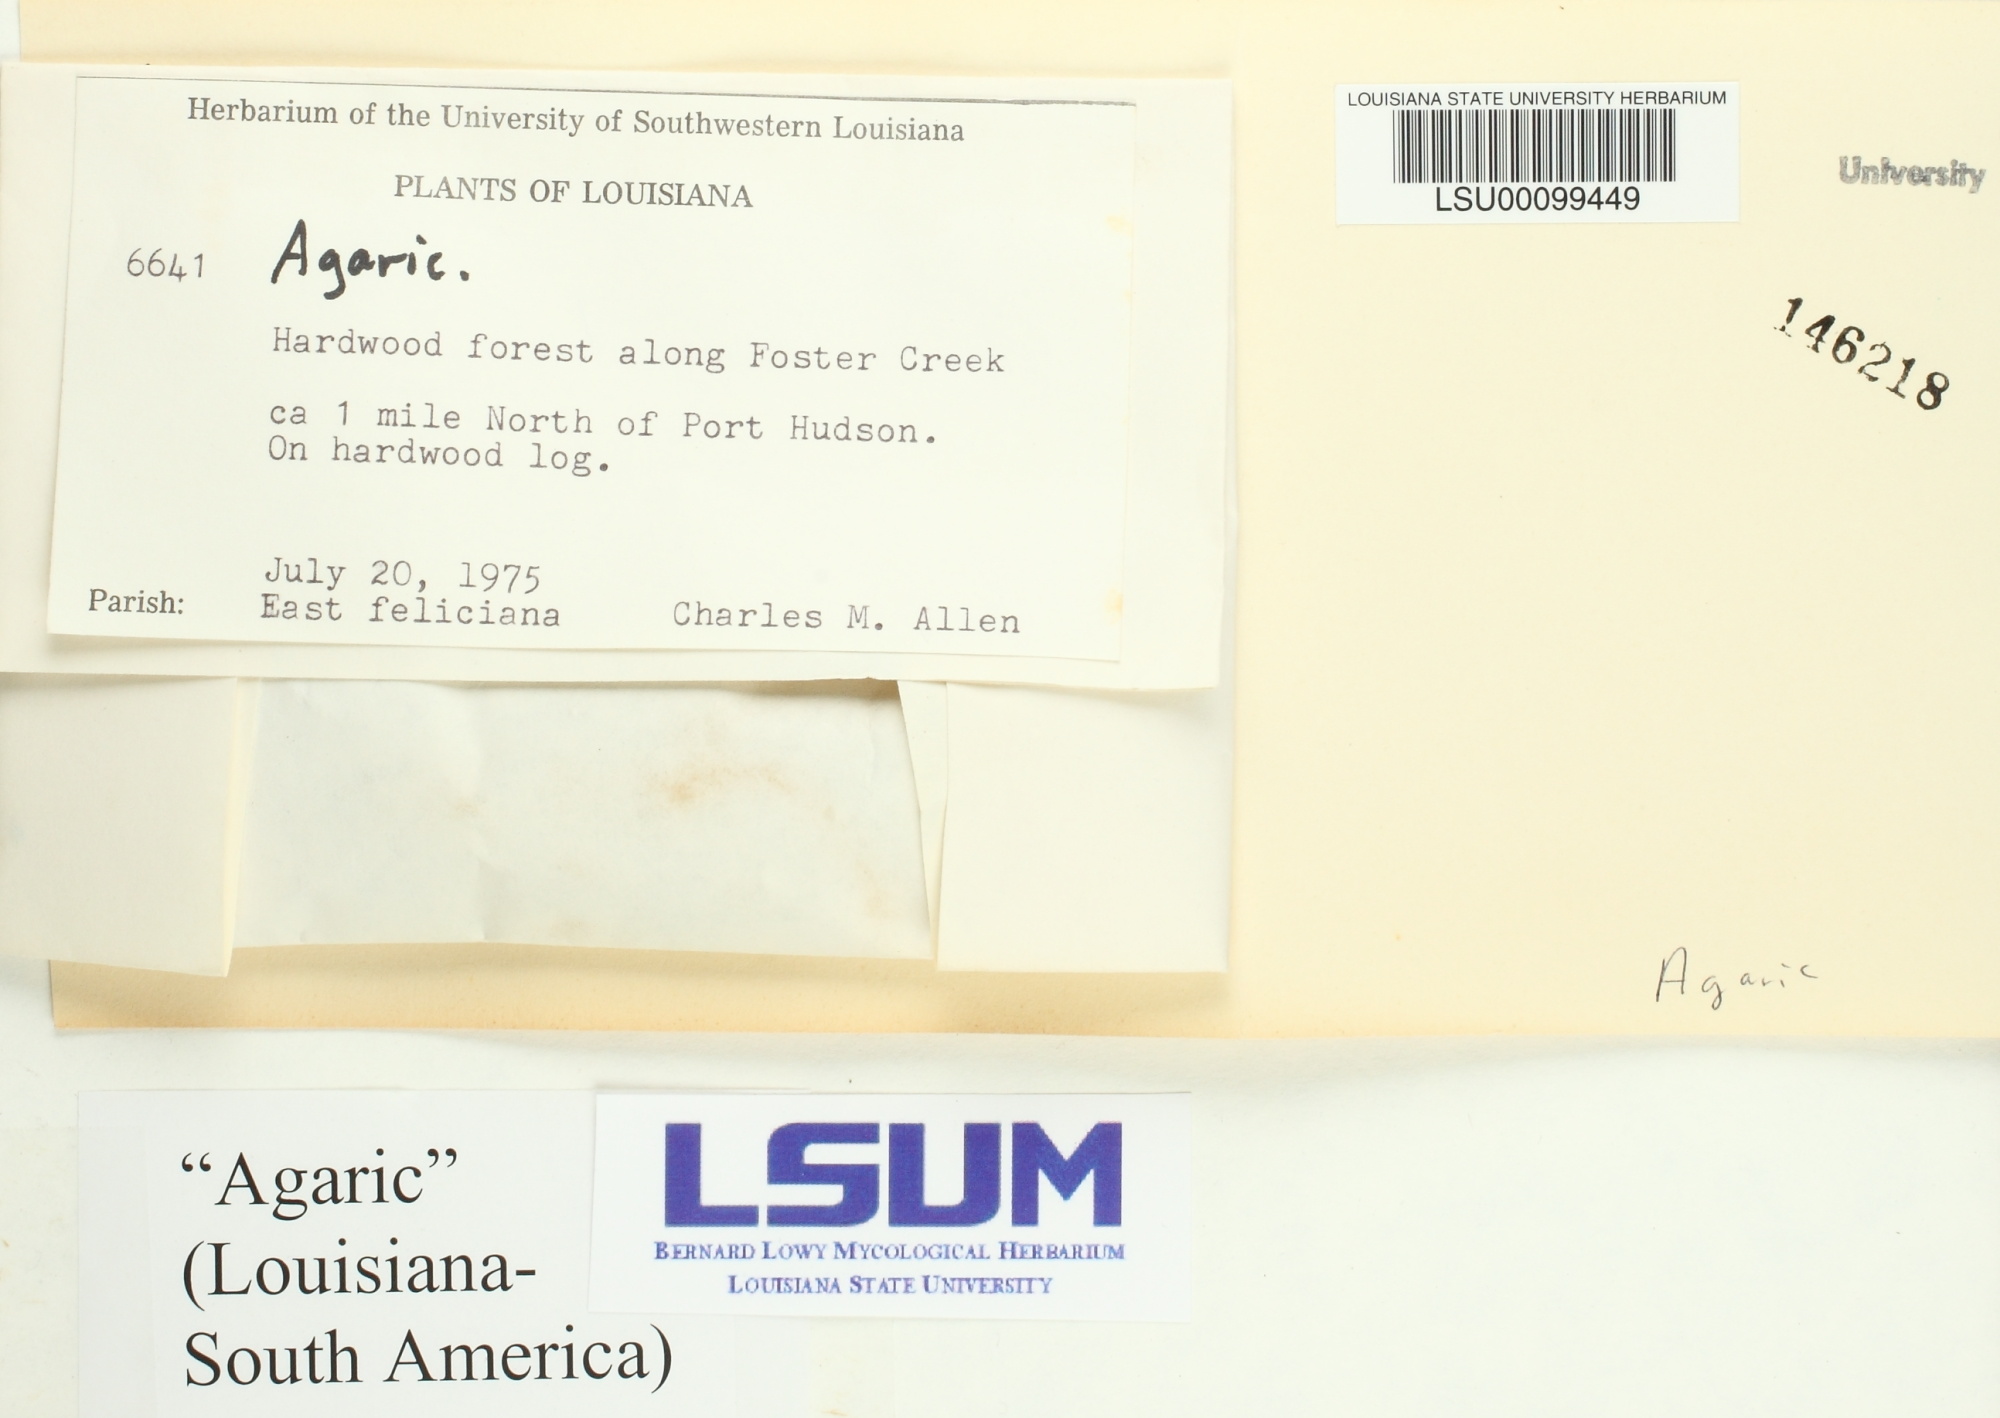 Herbarium of the University of Southwestern Louisiana
PLANTS OF LOUISIANA
6641 Agaric.
Hardwood forest along Foster Creek
ca 1 mile North of Port Hudson.
On hardwood log.
July 20, 1975
Parish: East feliciana Charles M. Allen
LOUISIANA STATE UNIVERSITY HERBARIUM
LSU00099449
University
146218
Agaric
“Agaric”
(Louisiana-
South America)
LSUM
BERNARD LOWY MYCOLOGICAL HERBARIUM
LOUISIANA STATE UNIVERSITY